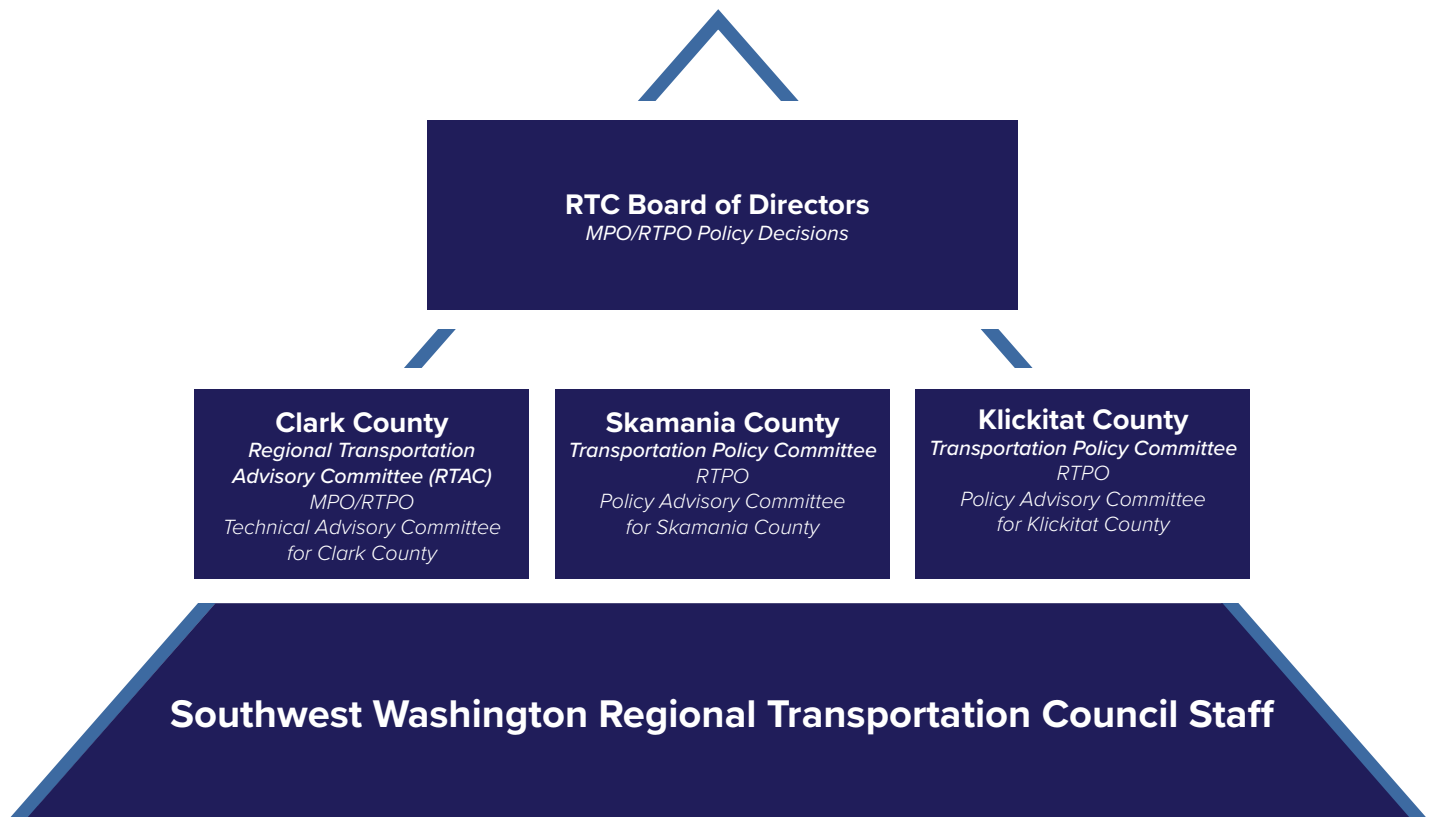 RTC Board of Directors
MPO/RTPO Policy Decisions
Clark County
Regional Transportation
Advisory Committee (RTAC)
MPO/RTPO
Technical Advisory Committee
for Clark County
Skamania County
Transportation Policy Committee
RTPO
Policy Advisory Committee
for Skamania County
Klickitat County
Transportation Policy Committee
RTPO
Policy Advisory Committee
for Klickitat County
Southwest Washington Regional Transportation Council Staff